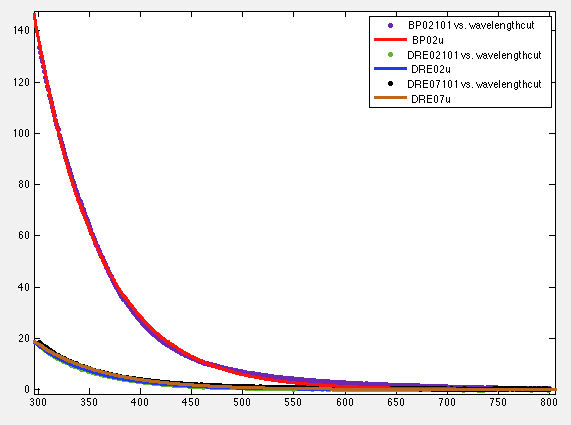 140
120
100
80
60
40
20
0
300 350 400 450 500 550 600 650 700 750 800
BP02101 vs. wavelengthcut
BP02u
DRE02101 vs. wavelengthcut
DRE02u
DRE07101 vs. wavelengthcut
DRE07u